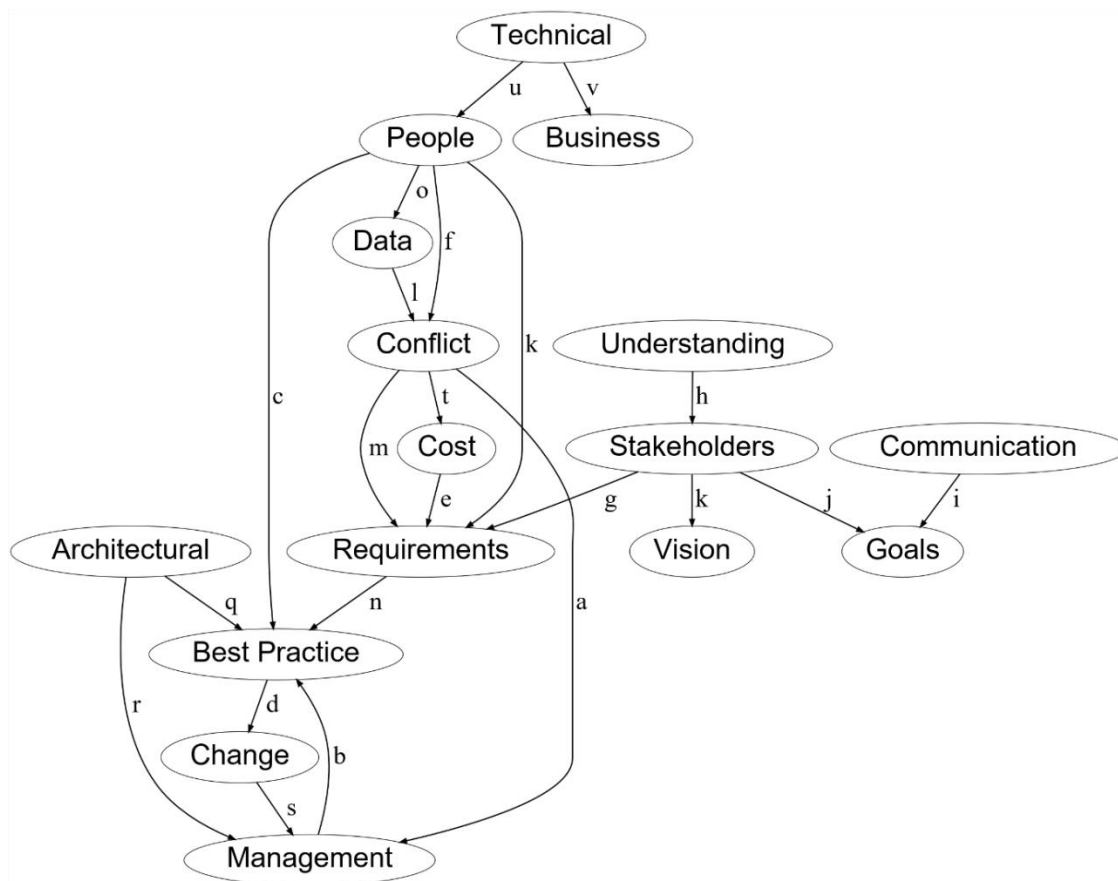 Technical
u
v
People
Business
o
Data
f
l
Conflict
k
Understanding
c
t
h
m
Cost
Stakeholders
Communication
e
g
k
j
i
Architectural
Requirements
Vision
Goals
q
n
a
Best Practice
r
d
b
Change
s
Management